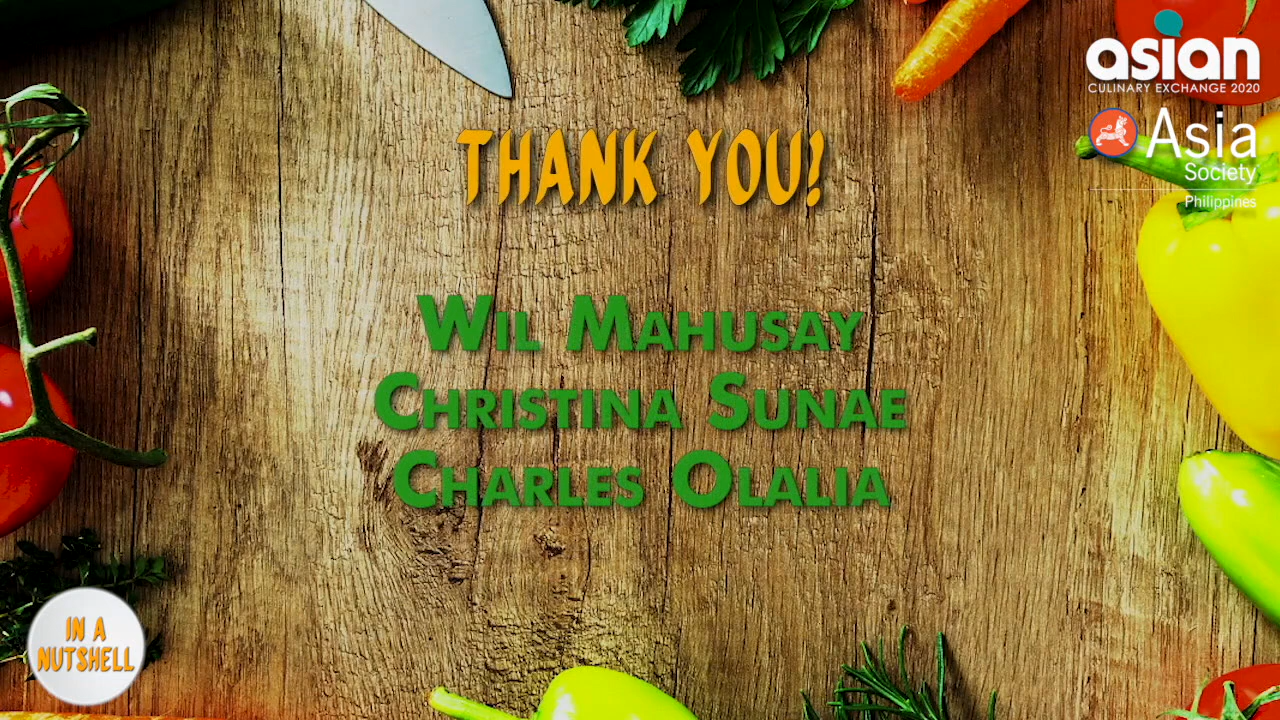 asian
CULINARY EXCHANGE 2020
Asia
Society
Philippines
THANK YOU!
WIL MAHUSAY
CHRISTINA SUNAE
CHARLES OLALIA
IN A
NUTSHELL